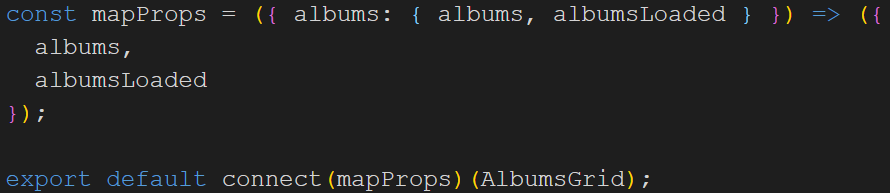 const mapProps = ({ albums: { albums, albumsLoaded } }) => ({
  albums,
  albumsLoaded
});

export default connect(mapProps)(AlbumsGrid);